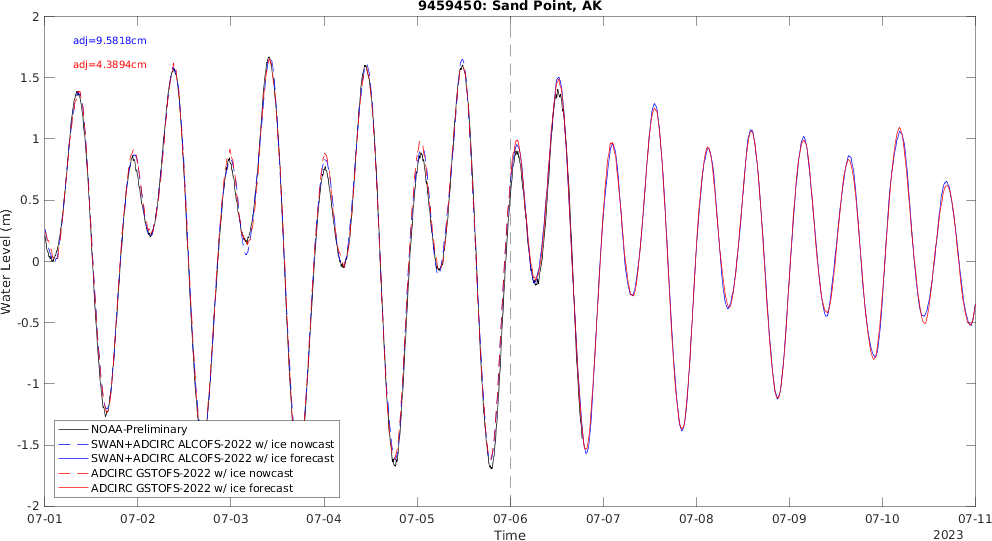 9459450: Sand Point, AK
adj=9.5818cm
adj=4.3894cm
Water Level (m)
2
1.5
1
0.5
0
-0.5
-1
-1.5
-2
NOAA-Preliminary
SWAN+ADCIRC ALCOFS-2022 w/ ice nowcast
SWAN+ADCIRC ALCOFS-2022 w/ ice forecast
ADCIRC GSTOFS-2022 w/ ice nowcast
ADCIRC GSTOFS-2022 w/ ice forecast
07-01 07-02 07-03 07-04 07-05 07-06 07-07 07-08 07-09 07-10 07-11
Time
2023